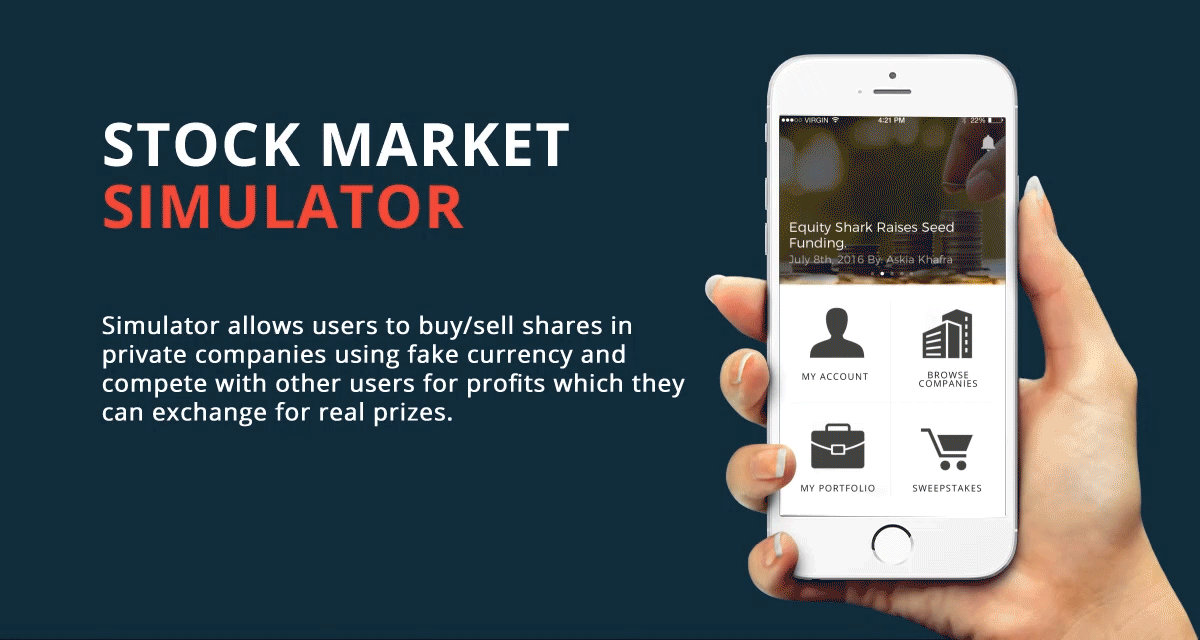 STOCK MARKET
SIMULATOR
Simulator allows users to buy/sell shares in
private companies using fake currency and
compete with other users for profits which they
can exchange for real prizes.
VIRGIN 4:21 PM 22%
Equity Shark Raises Seed
Funding.
July 8th, 2016 By: Askia Khafra
MY ACCOUNT
BROWSE
COMPANIES
MY PORTFOLIO
SWEEPSTAKES